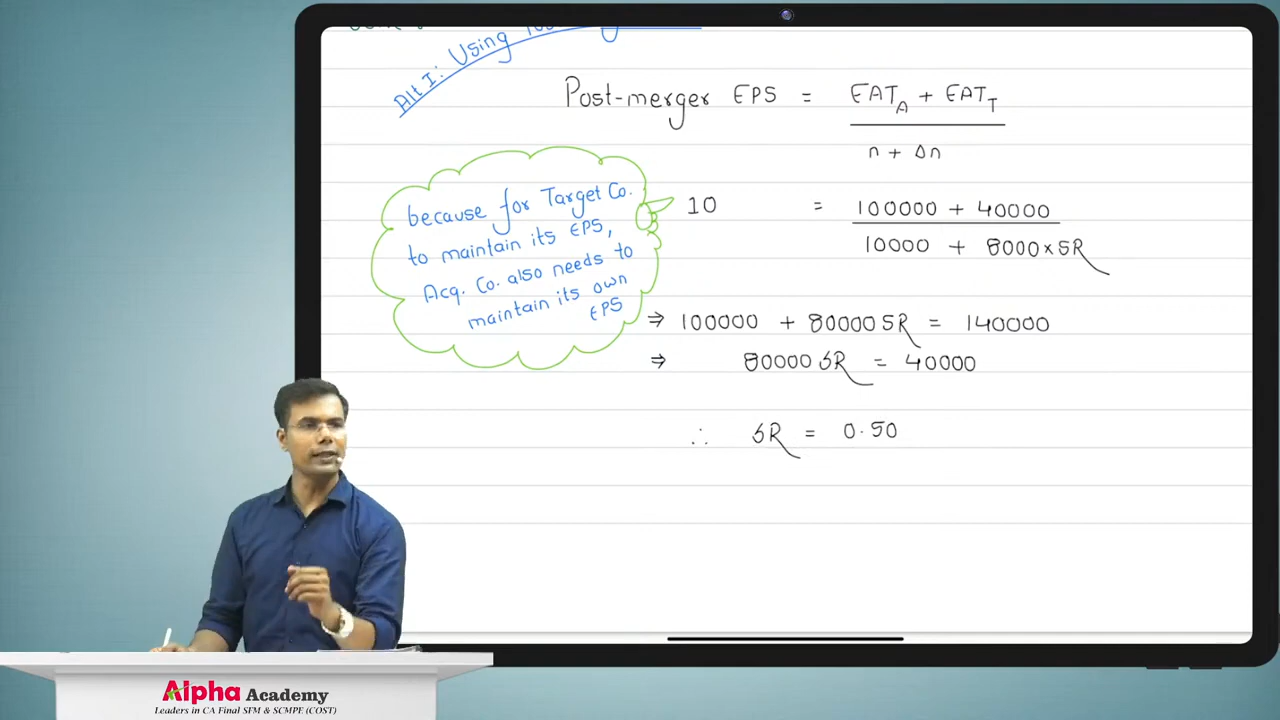 Alt I: Using
Post-merger EPS = EAT_A + EAT_T
n + Δn
10 = 100000 + 40000
10000 + 8000×SR
because for Target Co.
to maintain its EPS,
Acq. Co. also needs to
maintain its own
EPS
⇒ 100000 + 80000 SR = 140000
⇒ 80000 SR = 40000
∴ SR = 0.50
Alpha Academy
Leaders in CA Final SFM & SCMPE (COST)